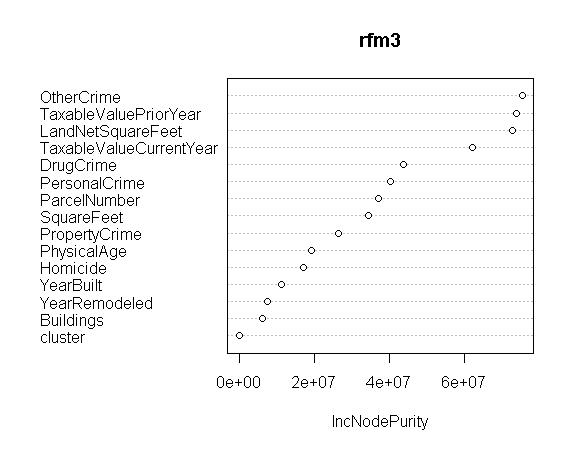 rfm3
OtherCrime
TaxableValuePriorYear
LandNetSquareFeet
TaxableValueCurrentYear
DrugCrime
PersonalCrime
ParcelNumber
SquareFeet
PropertyCrime
PhysicalAge
Homicide
YearBuilt
YearRemodeled
Buildings
cluster
0e+00 2e+07 4e+07 6e+07
IncNodePurity